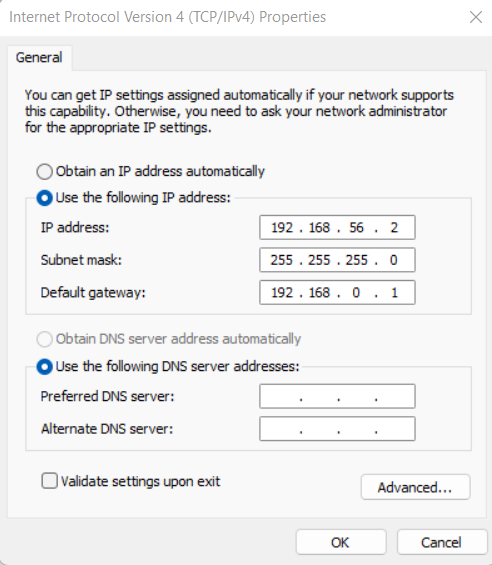 Internet Protocol Version 4 (TCP/IPv4) Properties
General
You can get IP settings assigned automatically if your network supports
this capability. Otherwise, you need to ask your network administrator
for the appropriate IP settings.
Obtain an IP address automatically
Use the following IP address:
IP address: 192 . 168 . 56 . 2
Subnet mask: 255 . 255 . 255 . 0
Default gateway: 192 . 168 . 0 . 1
Obtain DNS server address automatically
Use the following DNS server addresses:
Preferred DNS server: . . .
Alternate DNS server: . . .
Validate settings upon exit
Advanced...
OK Cancel